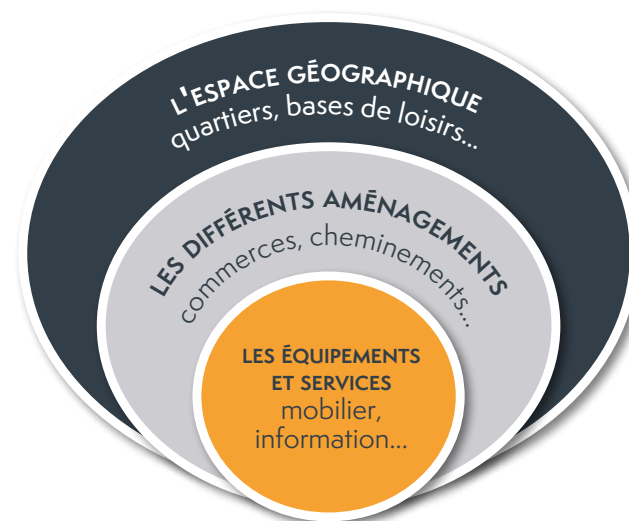 L'ESPACE GÉOGRAPHIQUE
quartiers, bases de loisirs...
LES DIFFÉRENTS AMÉNAGEMENTS
commerces, cheminements...
LES ÉQUIPEMENTS
ET SERVICES
mobilier,
information...